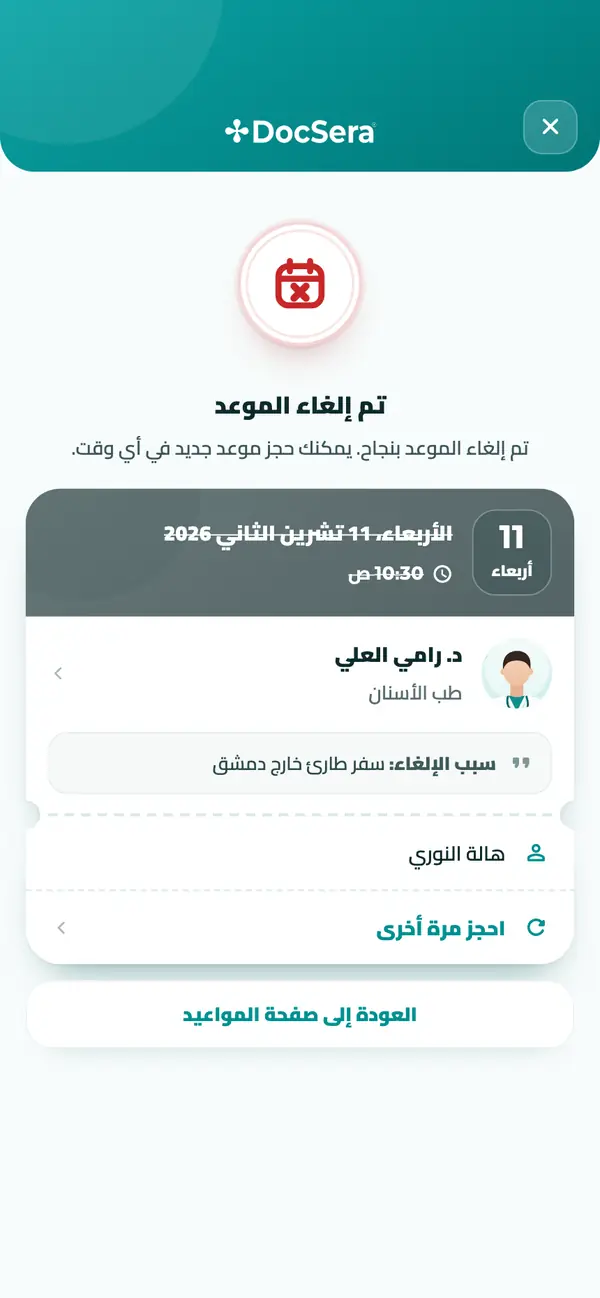 DocSera
تم إلغاء الموعد
تم إلغاء الموعد بنجاح. يمكنك حجز موعد جديد في أي وقت.
11
أربعاء
الأربعاء، 11 تشرين الثاني 2026
10:30 ص
د. رامي العلي
طب الأسنان
سبب الإلغاء: سفر طارئ خارج دمشق
هالة النوري
احجز مرة أخرى
العودة إلى صفحة المواعيد